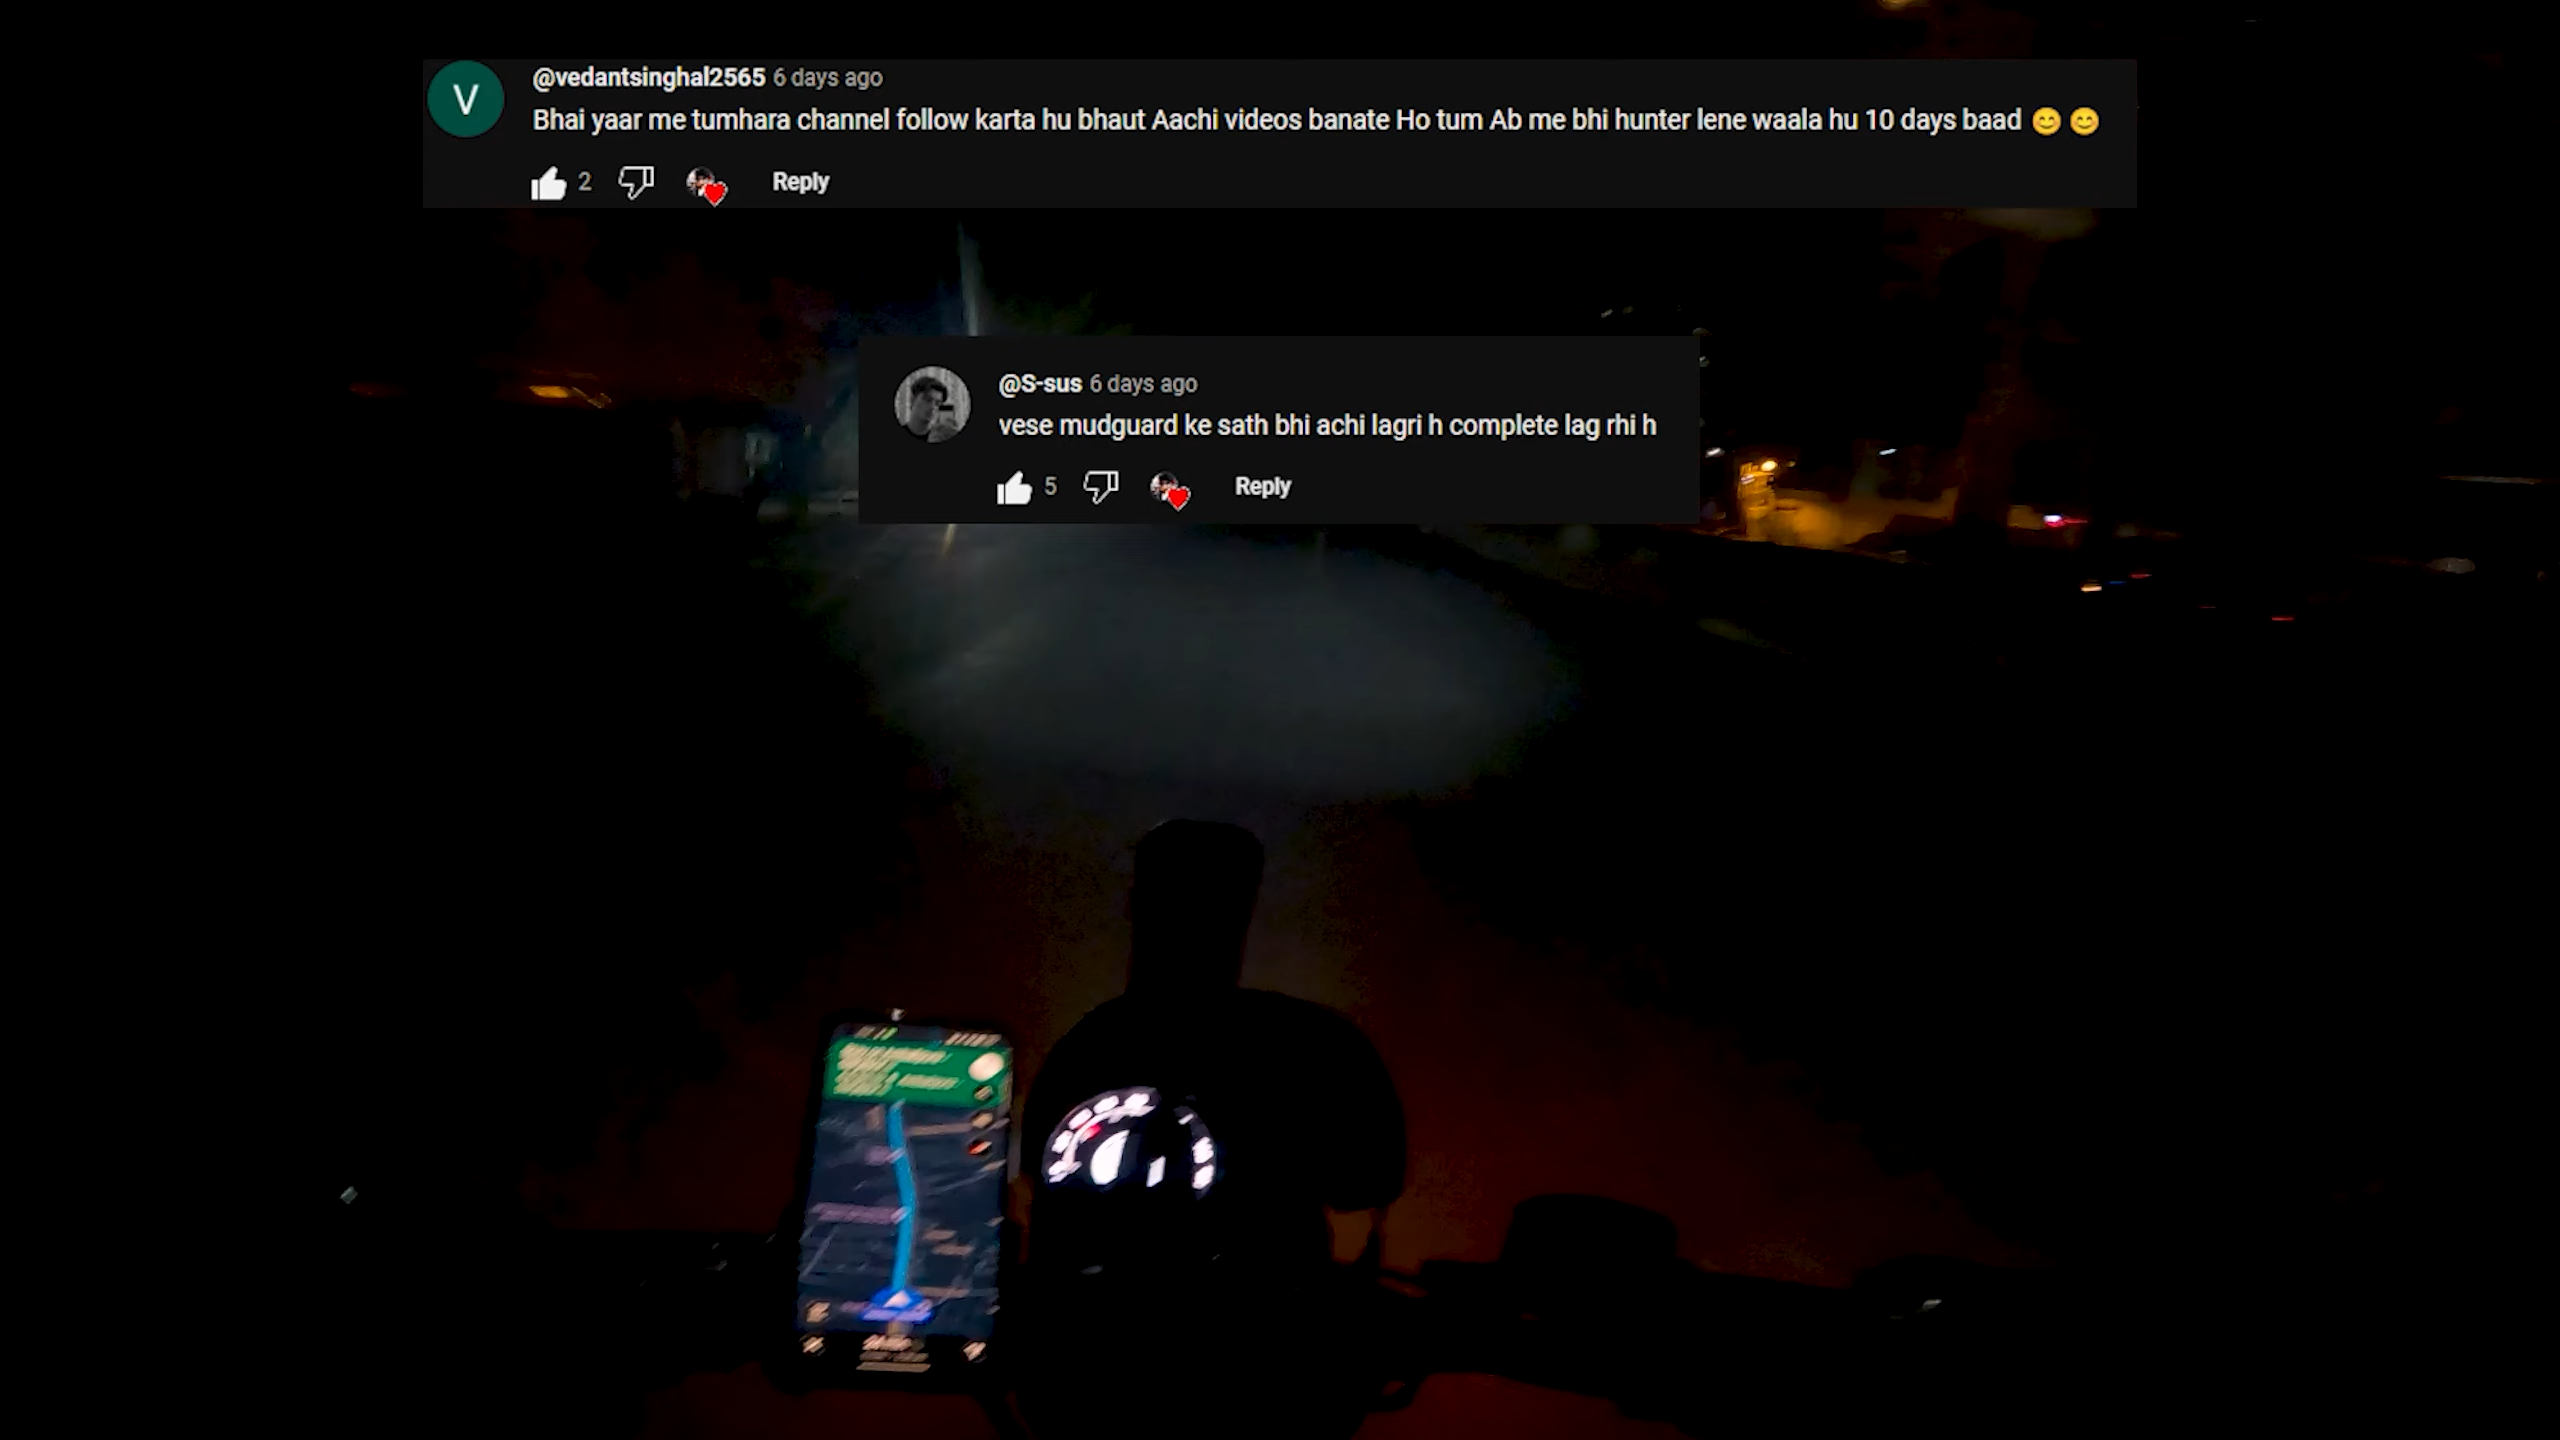 V
@vedantsinghal2565 6 days ago
Bhai yaar me tumhara channel follow karta hu bhaut Aachi videos banate Ho tum Ab me bhi hunter lene waala hu 10 days baad 😊 😊
2 Reply
@S-sus 6 days ago
vese mudguard ke sath bhi achi lagri h complete lag rhi h
5 Reply